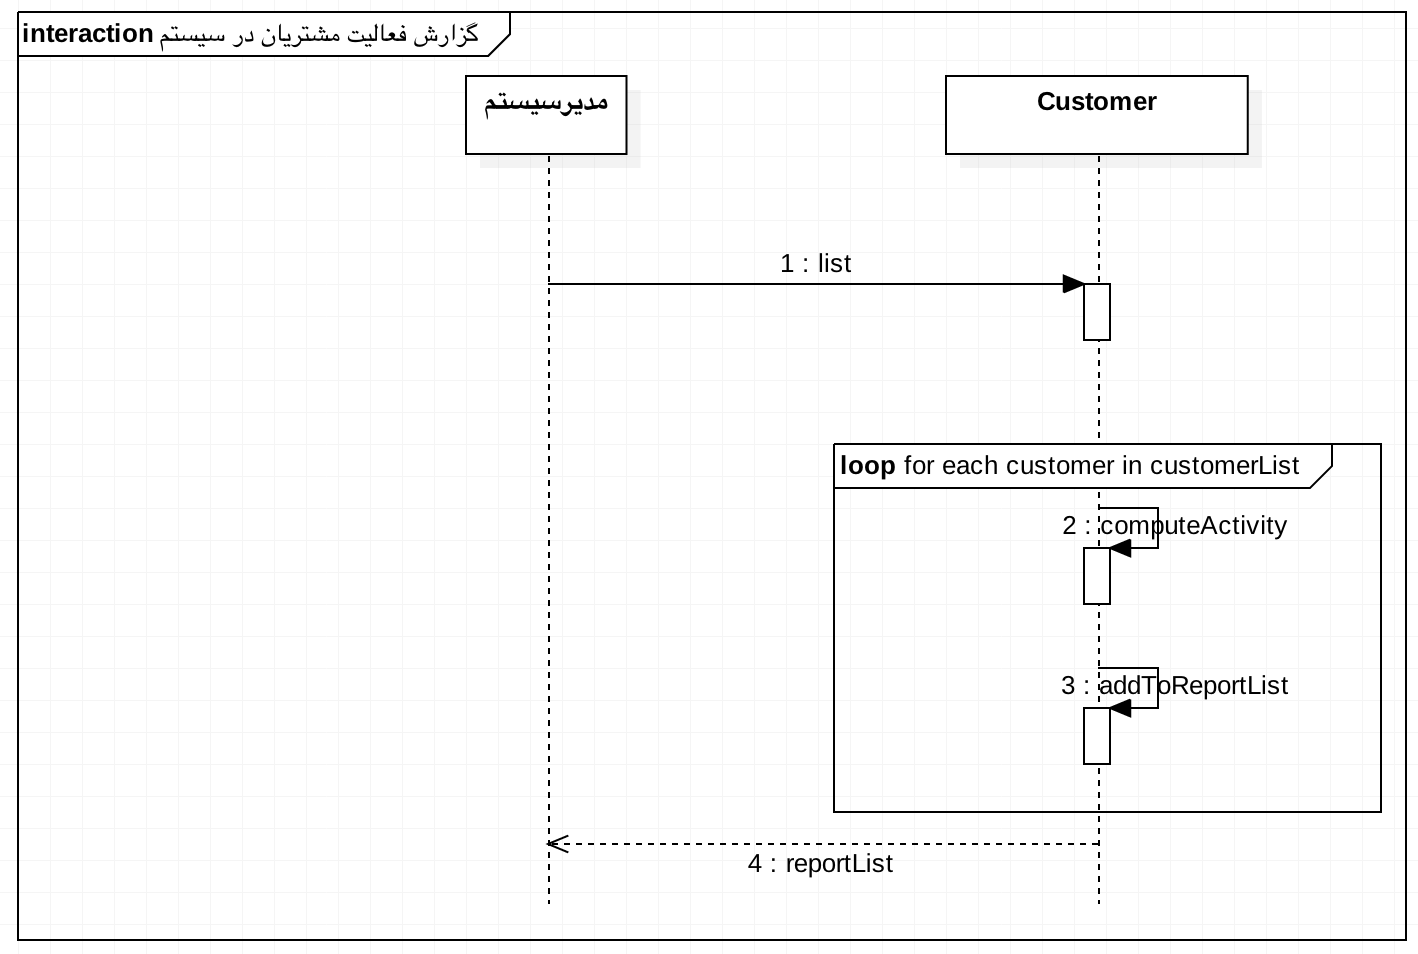 interaction گزارش فعالیت مشتریان در سیستم
مدیرسیستم
Customer
1 : list
loop for each customer in customerList
2 : computeActivity
3 : addToReportList
4 : reportList